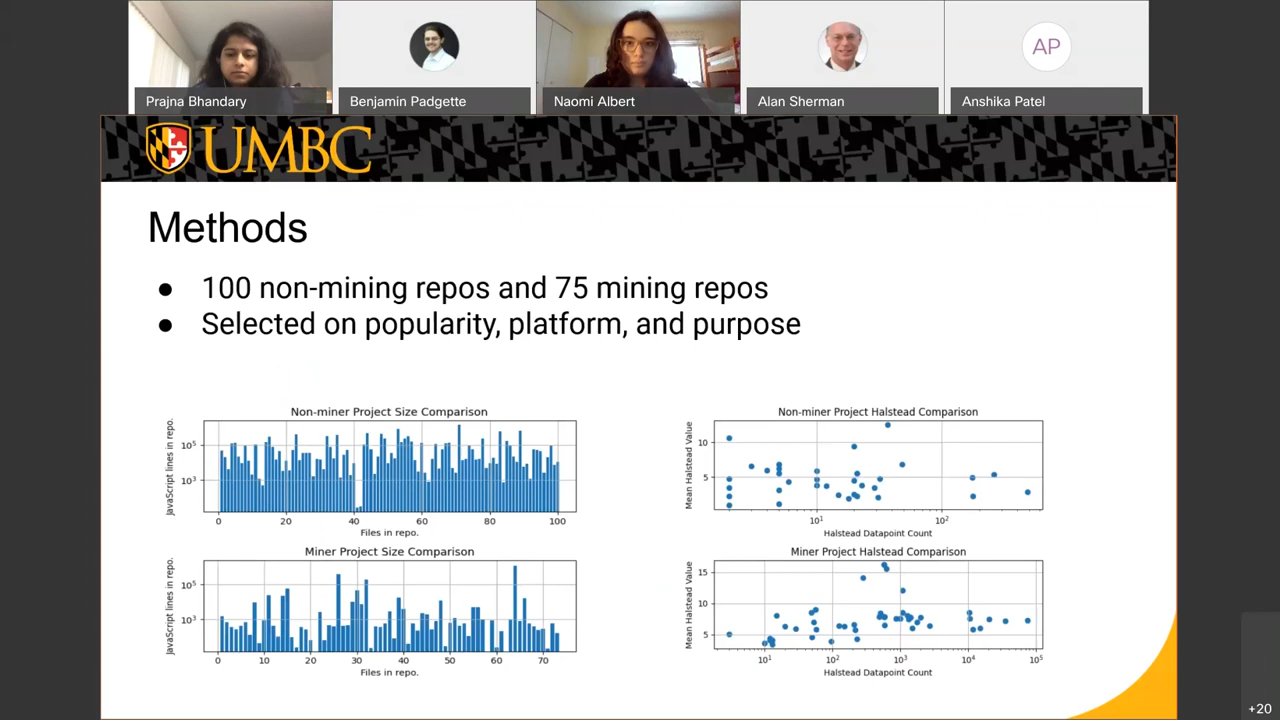 AP
Prajna Bhandary
Benjamin Padgette
Naomi Albert
Alan Sherman
Anshika Patel
UMBC
Methods
● 100 non-mining repos and 75 mining repos
● Selected on popularity, platform, and purpose
Non-miner Project Size Comparison
JavaScript lines in repo.
10⁵
10³
0 20 40 60 80 100
Files in repo.
Non-miner Project Halstead Comparison
Mean Halstead Value
10
5
10¹ 10²
Halstead Datapoint Count
Miner Project Size Comparison
JavaScript lines in repo.
10⁵
10³
0 10 20 30 40 50 60 70
Files in repo.
Miner Project Halstead Comparison
Mean Halstead Value
15
10
5
10¹ 10² 10³ 10⁴ 10⁵
Halstead Datapoint Count
+20